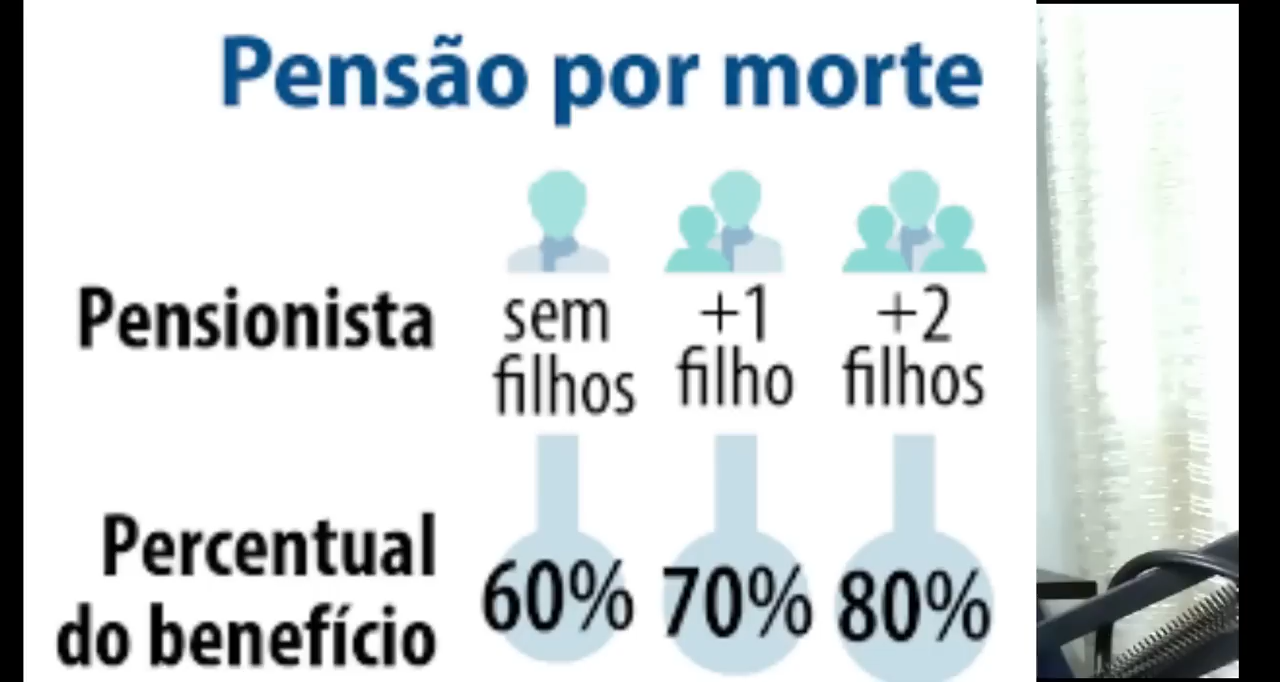 Pensão por morte
Pensionista
sem
filhos
+1
filho
+2
filhos
Percentual
do benefício
60% 70% 80%